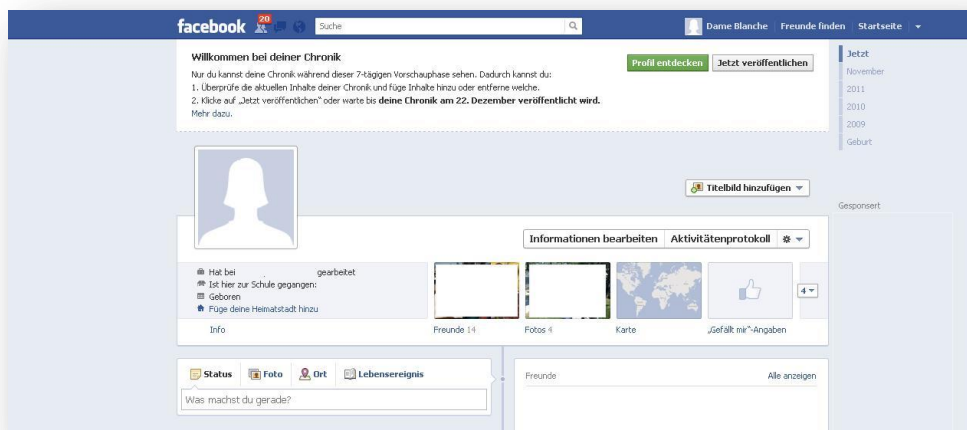 facebook 20 Suche Dame Blanche Freunde finden Startseite
Willkommen bei deiner Chronik
Nur du kannst deine Chronik während dieser 7-tägigen Vorschauphase sehen. Dadurch kannst du:
1. Überprüfe die aktuellen Inhalte deiner Chronik und füge Inhalte hinzu oder entferne welche.
2. Klicke auf „Jetzt veröffentlichen" oder warte bis deine Chronik am 22. Dezember veröffentlicht wird.
Mehr dazu.
Profil entdecken Jetzt veröffentlichen
Jetzt
November
2011
2010
2009
Geburt
Titelbild hinzufügen
Gesponsert
Informationen bearbeiten Aktivitätenprotokoll
Hat bei gearbeitet
Ist hier zur Schule gegangen:
Geboren
Füge deine Heimatstadt hinzu
4
Info Freunde 14 Fotos 4 Karte „Gefällt mir"-Angaben
Status Foto Ort Lebensereignis
Was machst du gerade?
Freunde Alle anzeigen